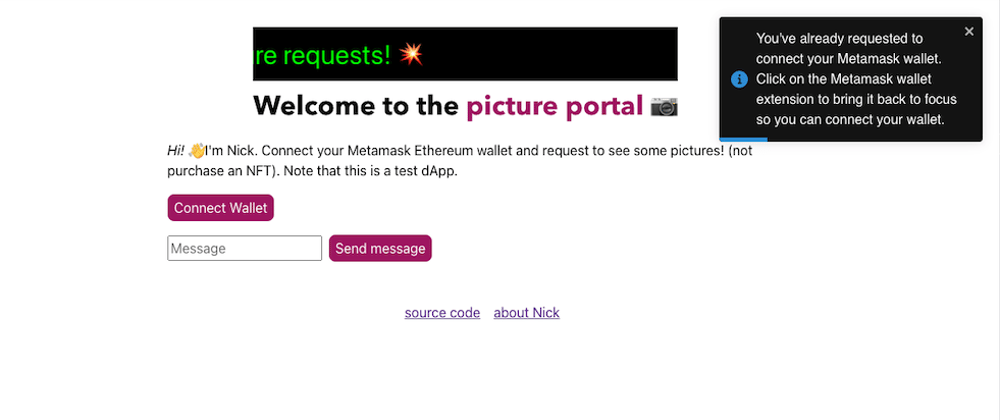 re requests! 💥
Welcome to the picture portal 📷
Hi! 👋I'm Nick. Connect your Metamask Ethereum wallet and request to see some pictures! (not
purchase an NFT). Note that this is a test dApp.
Connect Wallet
Message
Send message
source code
about Nick
You've already requested to
connect your Metamask wallet.
Click on the Metamask wallet
extension to bring it back to focus
so you can connect your wallet.